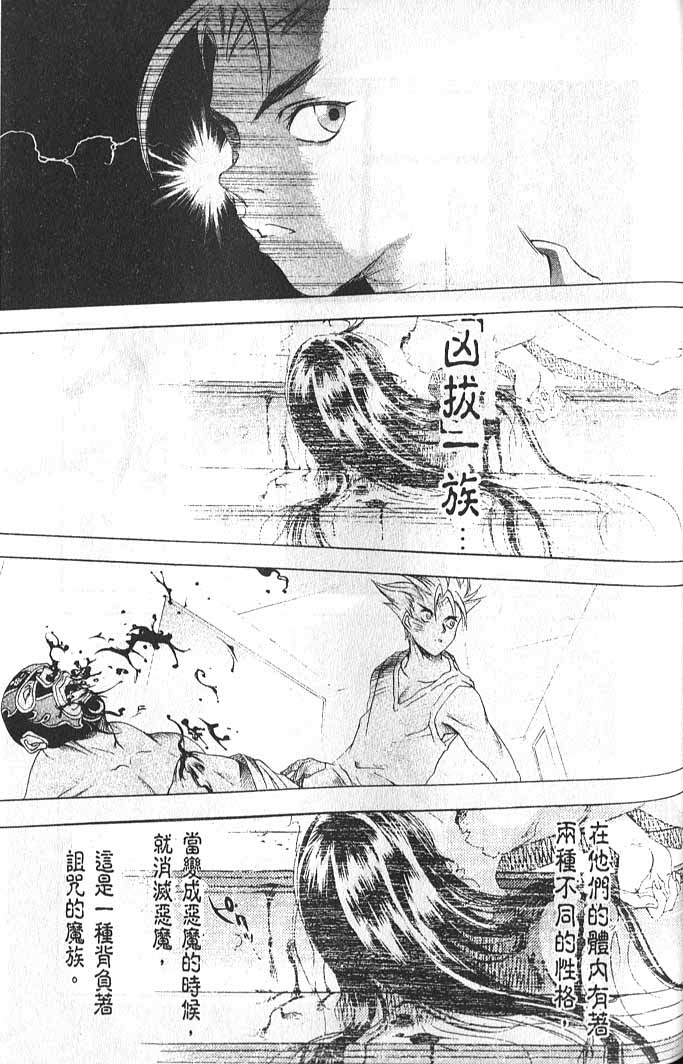 「凶拔」一族…
在他們的體內有著
兩種不同的性格，
當變成惡魔的時候，
就消滅惡魔，
這是一種背負著
詛咒的魔族。